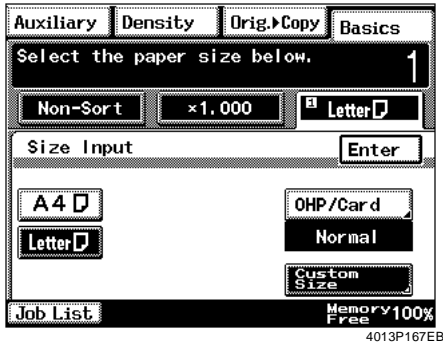 Auxiliary Density Orig.▸Copy Basics
Select the paper size below. 1
Non-Sort ×1.000 1 Letter
Size Input Enter
A4 OHP/Card
Letter Normal
Custom
Size
Job List Memory 100%
Free
4013P167EB